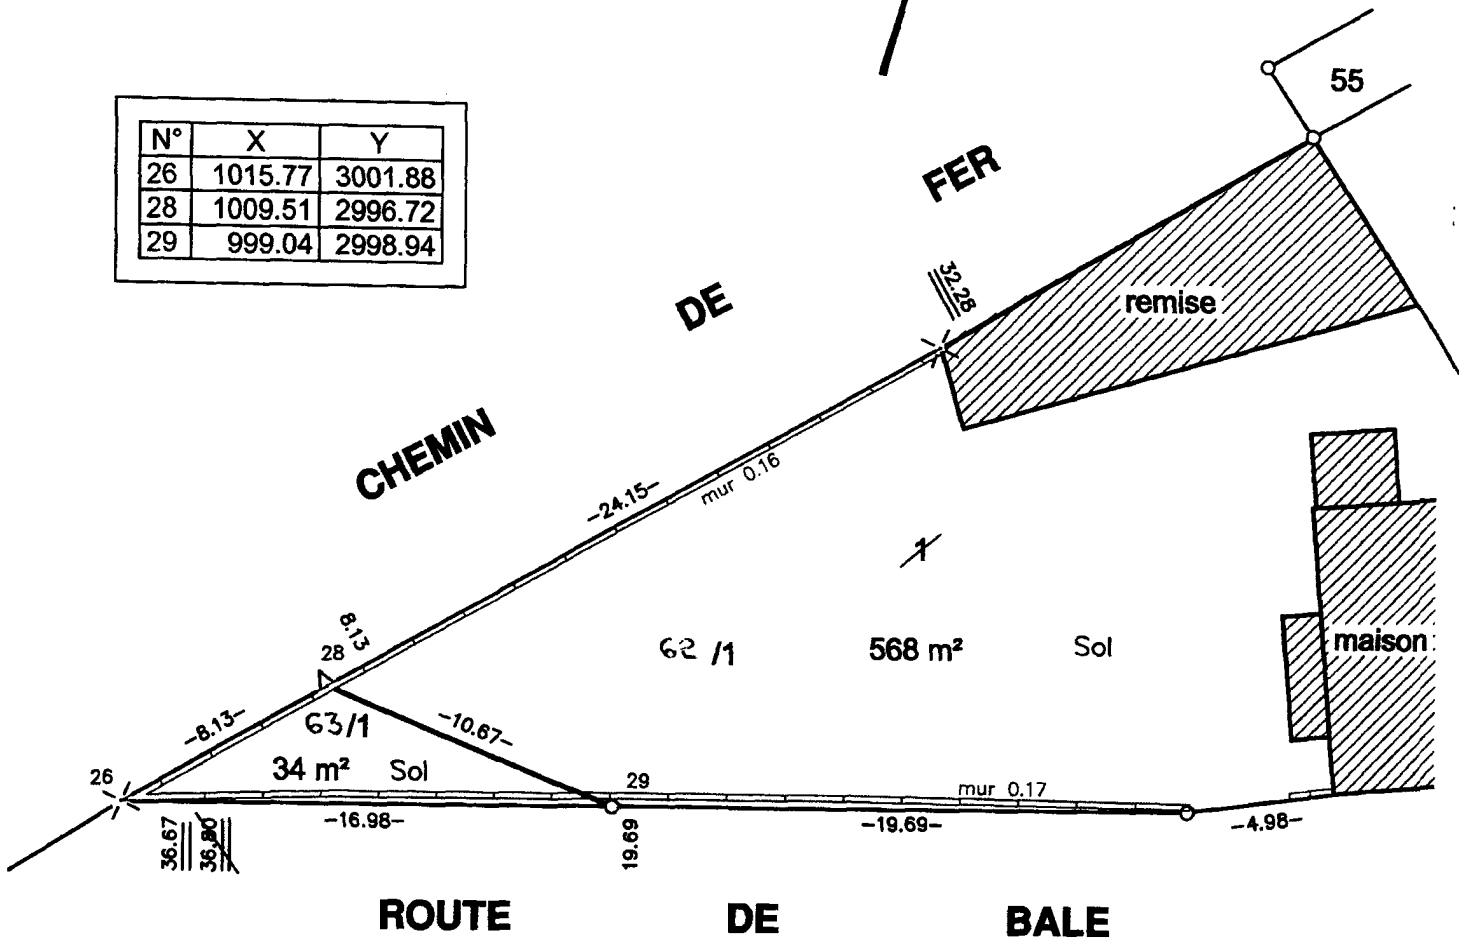 55
N° X Y
26 1015.77 3001.88
28 1009.51 2996.72
29 999.04 2998.94
FER
DE
CHEMIN
32.28
remise
-24.15-
mur 0.16
1
8.13
28
62/1 568 m² Sol
maison
-8.13-
63/1
-10.67-
34 m² Sol
26
29
mur 0.17
-16.98-
-19.69-
-4.98-
36.67
36.80
19.69
ROUTE DE BALE